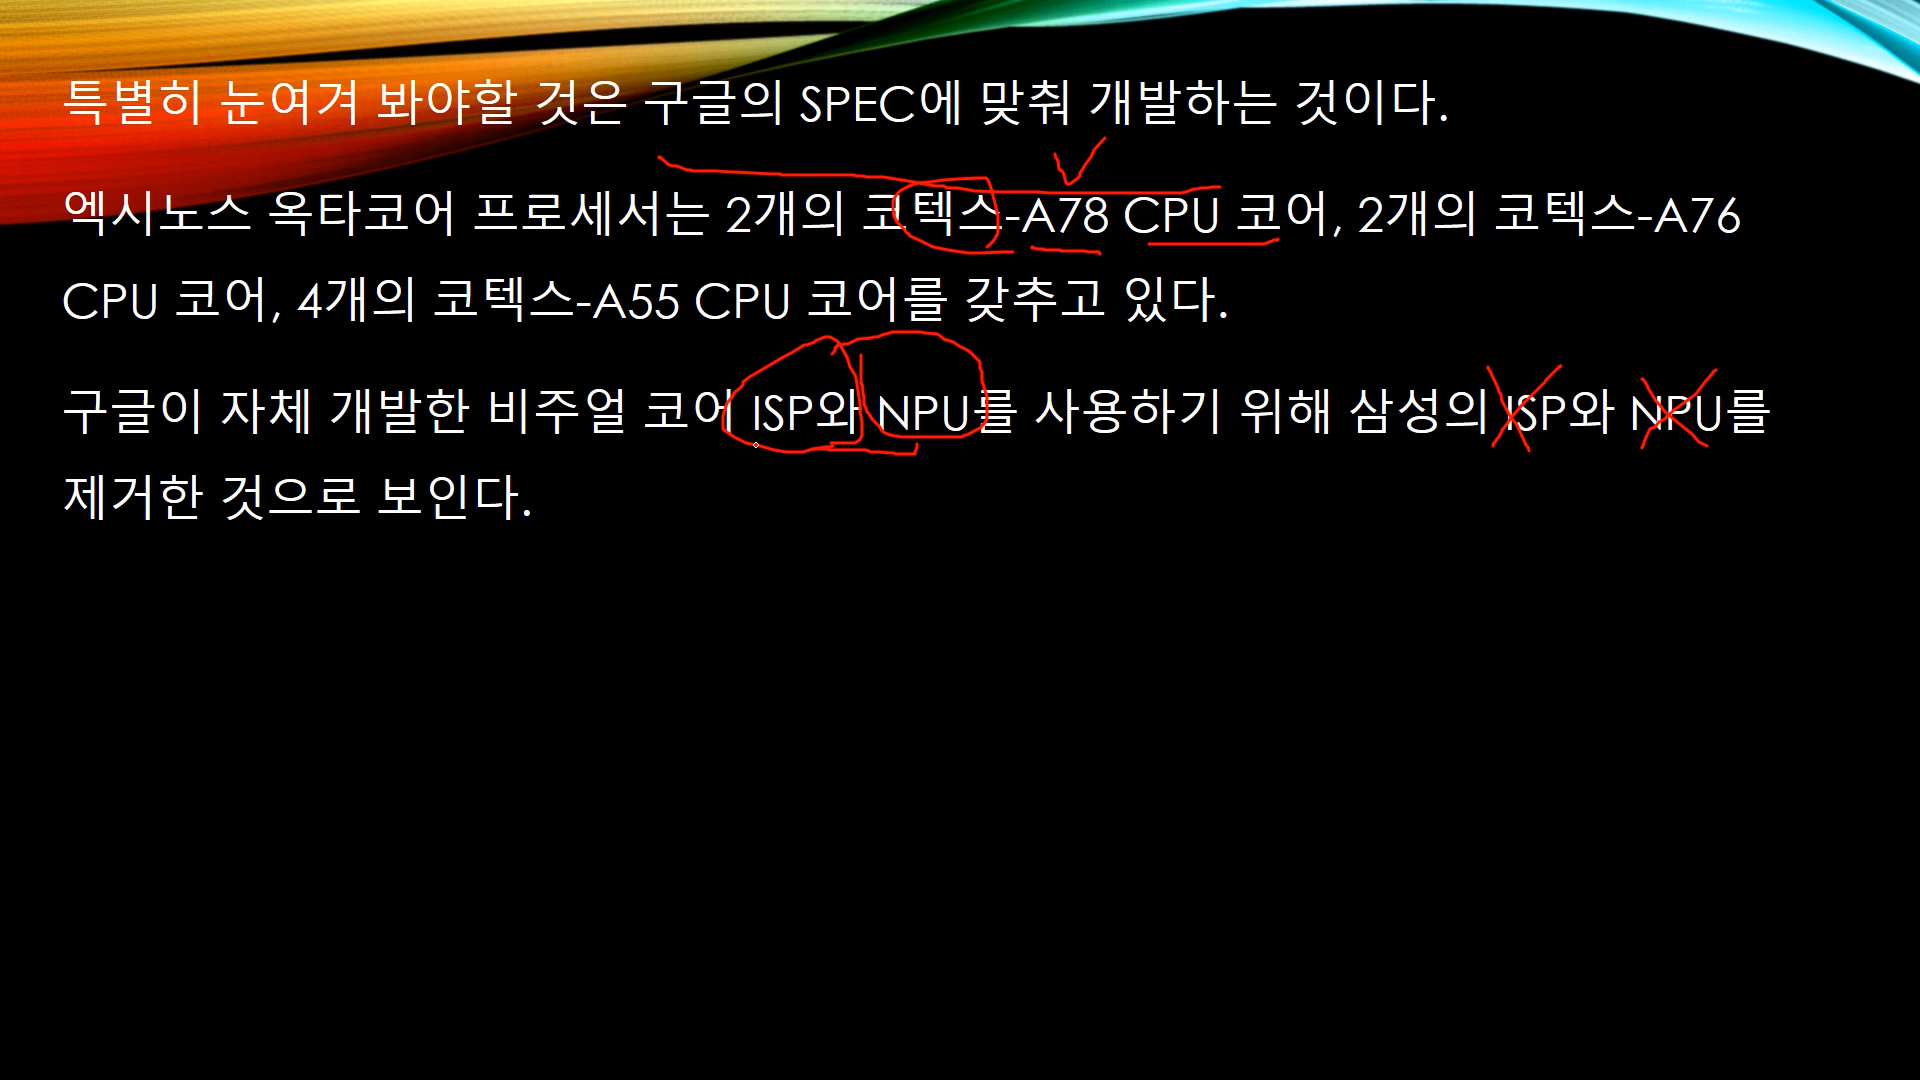 특별히 눈여겨 봐야할 것은 구글의 SPEC에 맞춰 개발하는 것이다.
엑시노스 옥타코어 프로세서는 2개의 코텍스-A78 CPU 코어, 2개의 코텍스-A76
CPU 코어, 4개의 코텍스-A55 CPU 코어를 갖추고 있다.
구글이 자체 개발한 비주얼 코어 ISP와 NPU를 사용하기 위해 삼성의 ISP와 NPU를
제거한 것으로 보인다.